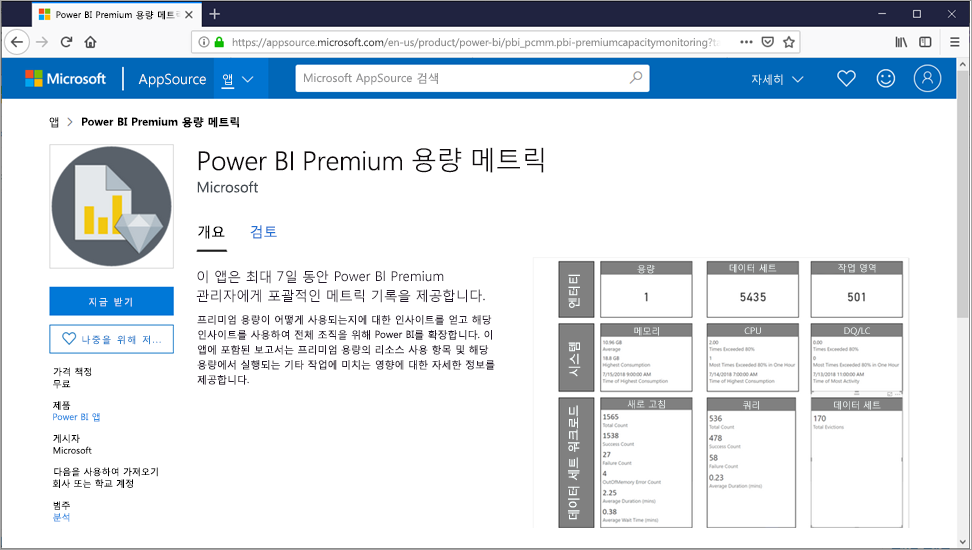 Power BI Premium 용량 메트릭
https://appsource.microsoft.com/en-us/product/power-bi/pbi_pcmm.pbi-premiumcapacitymonitoring?
Microsoft AppSource 앱
Microsoft AppSource 검색
자세히
앱 > Power BI Premium 용량 메트릭
Power BI Premium 용량 메트릭
Microsoft
개요 검토
이 앱은 최대 7일 동안 Power BI Premium
관리자에게 포괄적인 메트릭 기록을 제공합니다.
프리미엄 용량이 어떻게 사용되는지에 대한 인사이트를 얻고 해당
인사이트를 사용하여 전체 조직을 위해 Power BI를 확장합니다. 이
앱에 포함된 보고서는 프리미엄 용량의 리소스 사용 항목 및 해당
용량에서 실행되는 기타 작업에 미치는 영향에 대한 자세한 정보를
제공합니다.
지금 받기
나중을 위해 저...
가격 책정
무료
제품
Power BI 앱
게시자
Microsoft
다음을 사용하여 가져오기
회사 또는 학교 계정
범주
분석
엔터티
용량
1
데이터 세트
5435
작업 영역
501
시스템
메모리
10.96 GB
Average
18.8 GB
Highest Consumption
7/15/2018 9:00:00 AM
Time of Highest Consumption
CPU
2.00
Times Exceeded 80%
1
Most Times Exceeded 80% in One Hour
7/14/2018 7:00:00 AM
Time of Highest Consumption
DQ/LC
0.00
Times Exceeded 80%
0
Most Times Exceeded 80% in One Hour
7/13/2018 11:00:00 AM
Time of Most Activity
데이터 세트 워크로드
새로 고침
1565
Total Count
1538
Success Count
27
Failure Count
4
OutOfMemory Error Count
2.25
Average Duration (mins)
0.38
Average Wait Time (mins)
쿼리
536
Total Count
478
Success Count
58
Failure Count
0.23
Average Duration (mins)
데이터 세트
170
Total Evictions